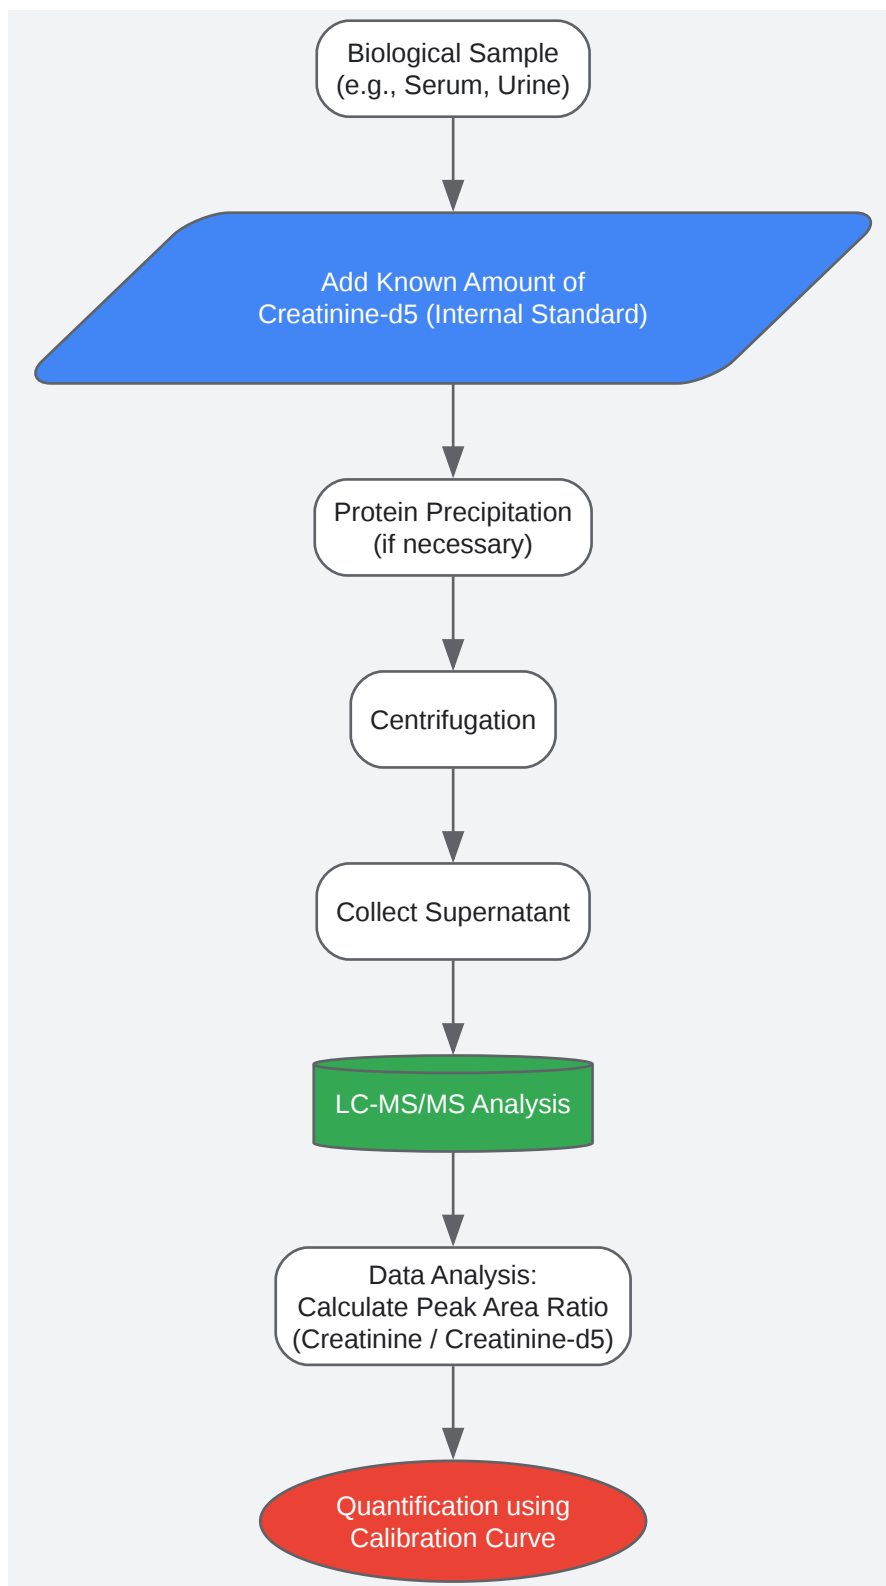 Biological Sample
(e.g., Serum, Urine)
Add Known Amount of
Creatinine-d5 (Internal Standard)
Protein Precipitation
(if necessary)
Centrifugation
Collect Supernatant
LC-MS/MS Analysis
Data Analysis:
Calculate Peak Area Ratio
(Creatinine / Creatinine-d5)
Quantification using
Calibration Curve